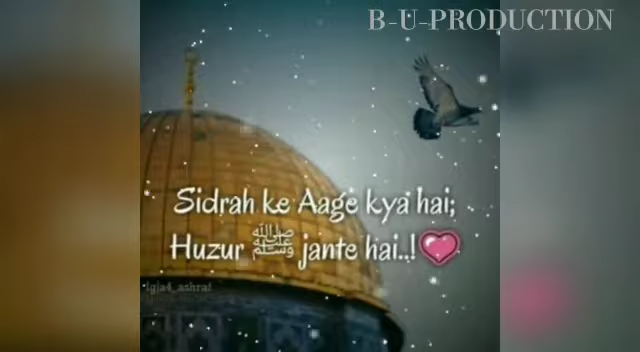 B-U-PRODUCTION
Sidrah ke Aage kya hai;
Huzur ﷺ jante hai..!